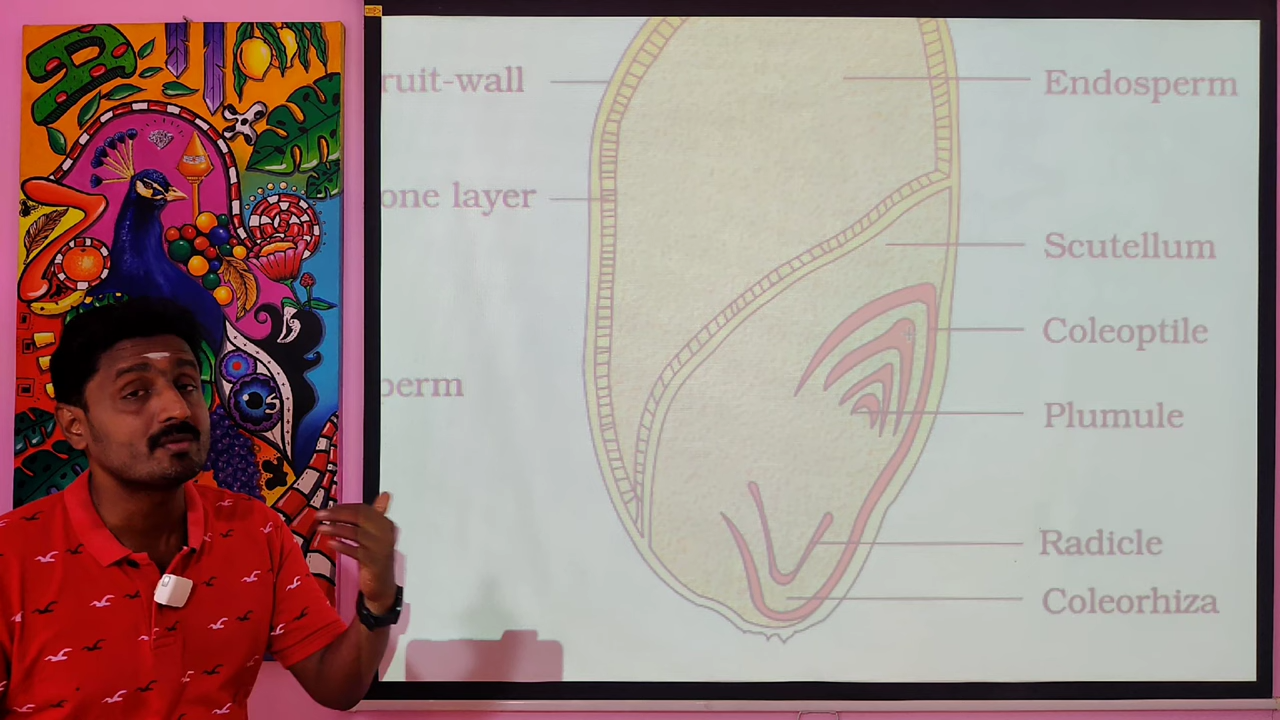 ruit-wall
one layer
perm
Endosperm
Scutellum
Coleoptile
Plumule
Radicle
Coleorhiza